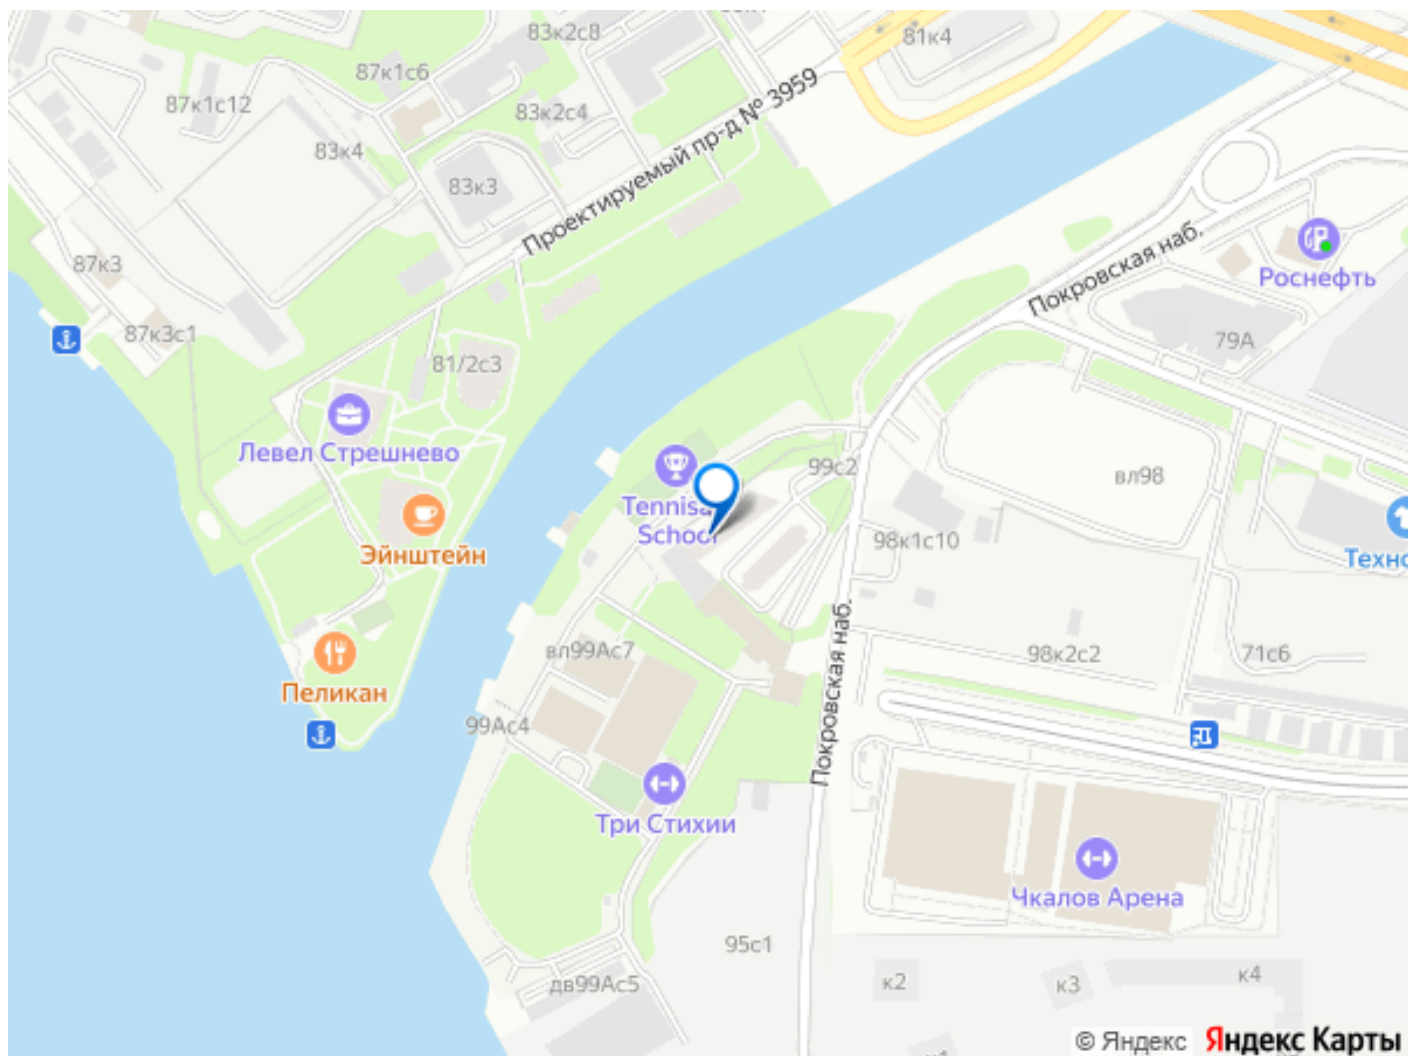 83к2с8
81к4
87к1с6
87к1с12
83к2с4
83к4
Проектируемый пр-д № 3959
83к3
Покровская наб.
87к3
Роснефть
87к3с1
79А
81/2с3
Левел Стрешнево
99с2
вл98
Tennisa
School
Эйнштейн
98к1с10
Техно
Покровская наб.
вл99Ас7
98к2с2
71с6
Пеликан
99Ас4
Три Стихии
Чкалов Арена
95с1
дв99Ас5
к2
к3
к4
© Яндекс Яндекс Карты